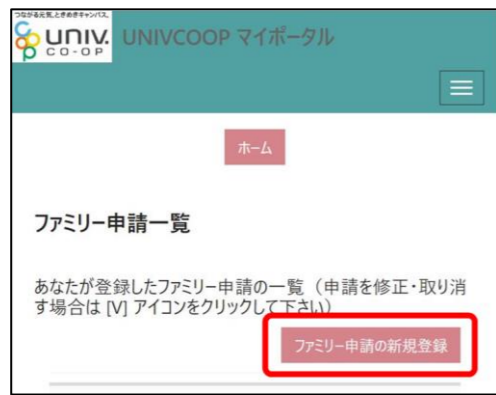 つながる元気、ときめきキャンパス。
UNIV.
CO-OP
UNIVCOOP マイポータル
ホーム
ファミリー申請一覧
あなたが登録したファミリー申請の一覧（申請を修正・取り消
す場合は [V] アイコンをクリックして下さい）
ファミリー申請の新規登録